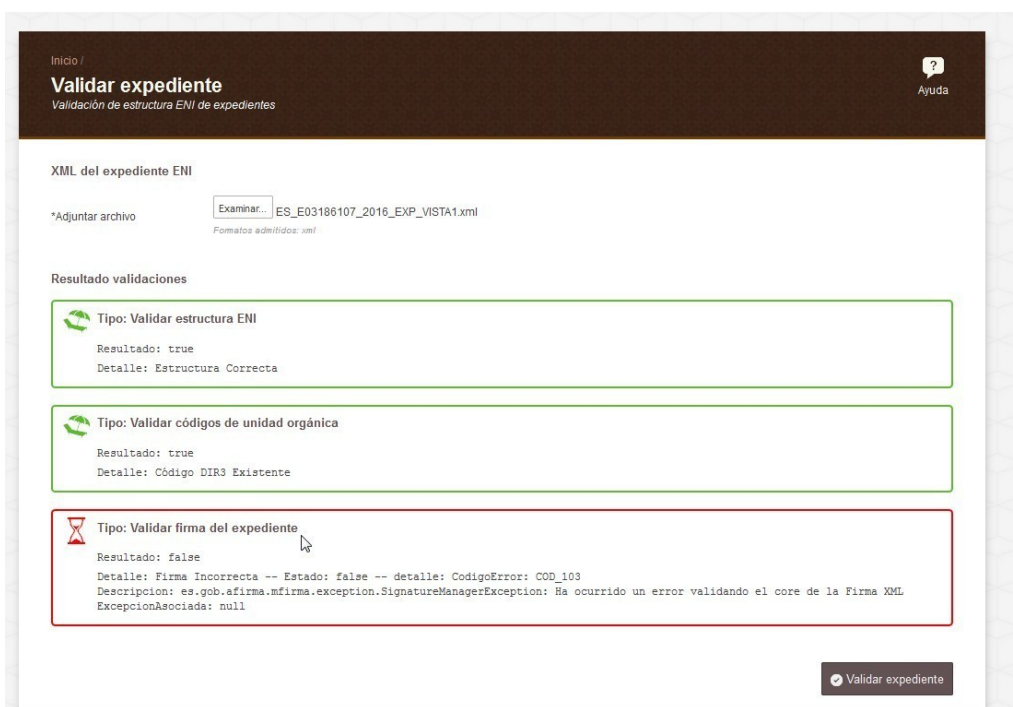 Inicio /
Validar expediente
Validación de estructura ENI de expedientes
?
Ayuda
XML del expediente ENI
*Adjuntar archivo
Examinar... ES_E03186107_2016_EXP_VISTA1.xml
Formatos admitidos: xml
Resultado validaciones
Tipo: Validar estructura ENI
Resultado: true
Detalle: Estructura Correcta
Tipo: Validar códigos de unidad orgánica
Resultado: true
Detalle: Código DIR3 Existente
Tipo: Validar firma del expediente
Resultado: false
Detalle: Firma Incorrecta -- Estado: false -- detalle: CodigoError: COD_103
Descripcion: es.gob.afirma.mfirma.exception.SignatureManagerException: Ha ocurrido un error validando el core de la Firma XML
ExcepcionAsociada: null
Validar expediente